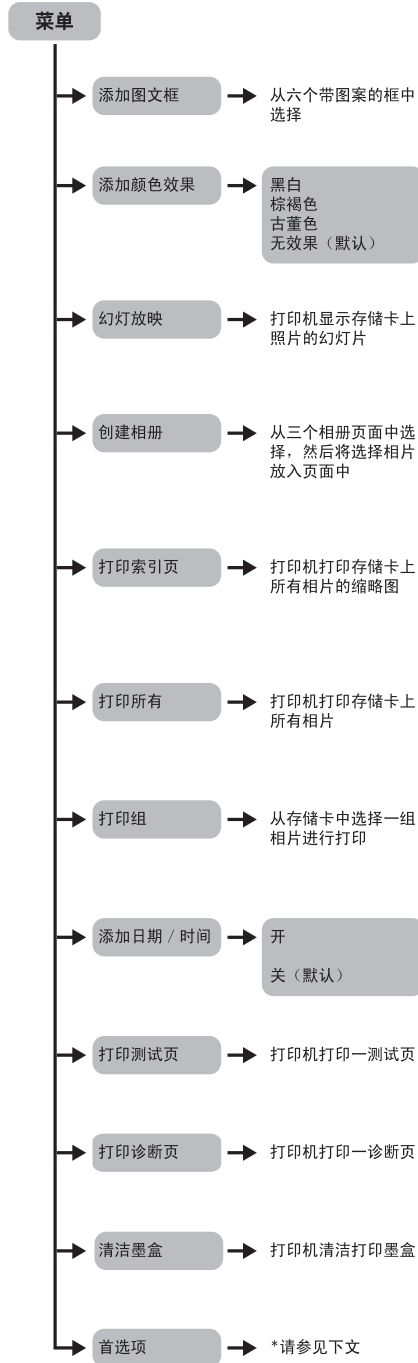 菜单
添加图文框
从六个带图案的框中
选择
添加颜色效果
黑白
棕褐色
古董色
无效果（默认）
幻灯放映
打印机显示存储卡上
照片的幻灯片
创建相册
从三个相册页面中选
择，然后将选择相片
放入页面中
打印索引页
打印机打印存储卡上
所有相片的缩略图
打印所有
打印机打印存储卡上
所有相片
打印组
从存储卡中选择一组
相片进行打印
添加日期 / 时间
开
关（默认）
打印测试页
打印机打印一测试页
打印诊断页
打印机打印一诊断页
清洁墨盒
打印机清洁打印墨盒
首选项
*请参见下文